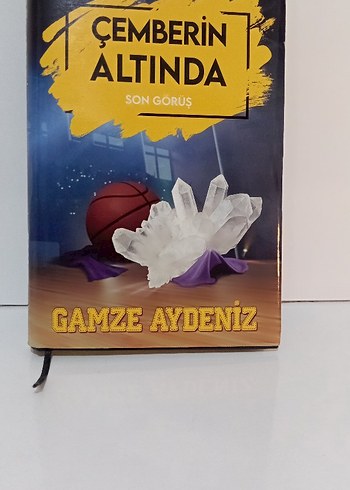 ÇEMBERİN
ALTINDA
SON GÖRÜŞ
GAMZE AYDENİZ